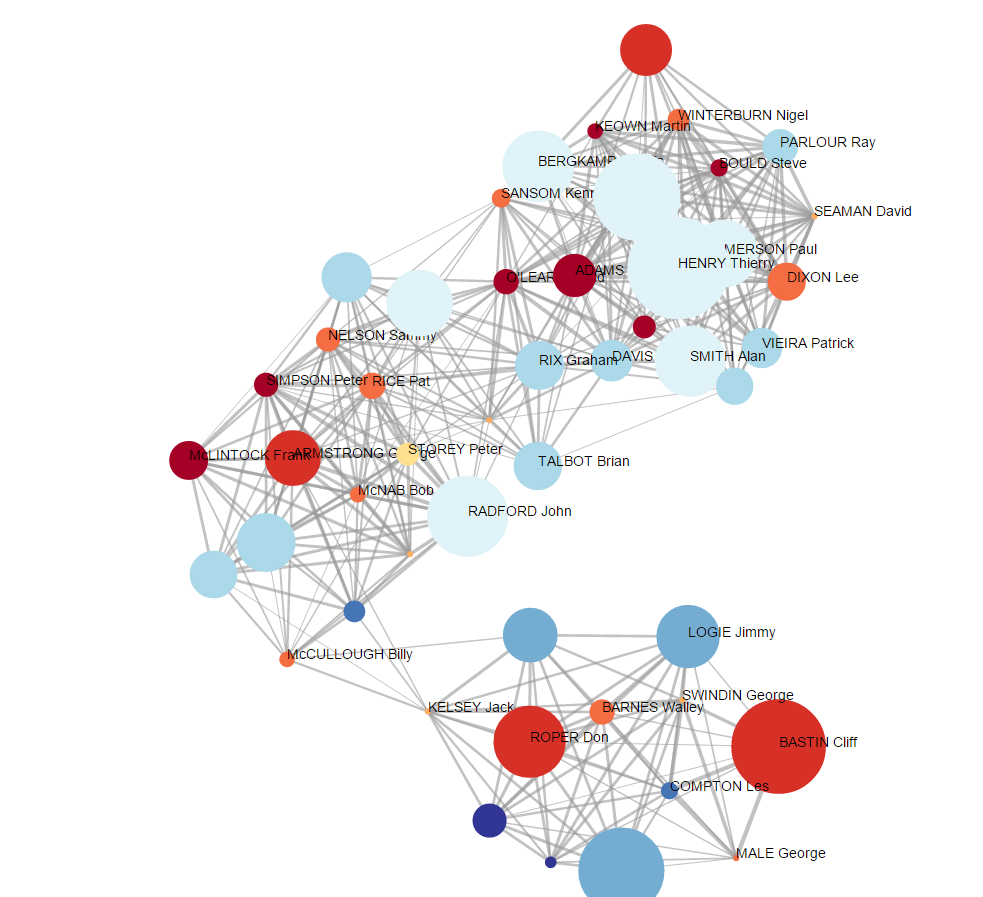 WINTERBURN Nigel
KEOWN Martin
PARLOUR Ray
BERGKAMP
BOULD Steve
SANSOM
SEAMAN David
MERSON Paul
HENRY Thierry
ADAMS
DIXON Lee
NELSON Sammy
VIEIRA Patrick
RIX Graham
DAVIS
SMITH Alan
SIMPSON Peter
RICE Pat
STOREY Peter
McLINTOCK Frank
ARMSTRONG
TALBOT Brian
McNAB Bob
RADFORD John
LOGIE Jimmy
McCULLOUGH Billy
SWINDIN George
KELSEY Jack
BARNES Walley
ROPER Don
BASTIN Cliff
COMPTON Les
MALE George